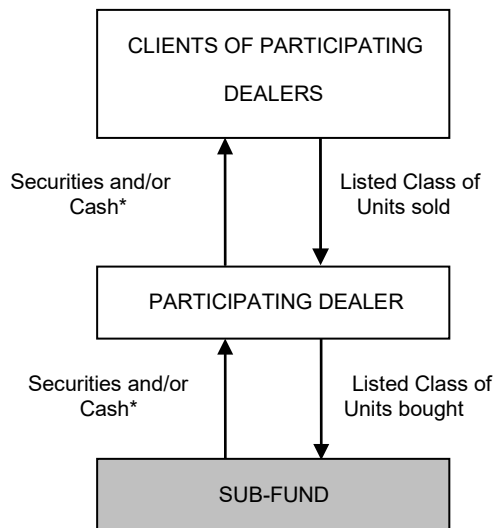 CLIENTS OF PARTICIPATING
DEALERS
Securities and/or
Cash*
Listed Class of
Units sold
PARTICIPATING DEALER
Securities and/or
Cash*
Listed Class of
Units bought
SUB-FUND